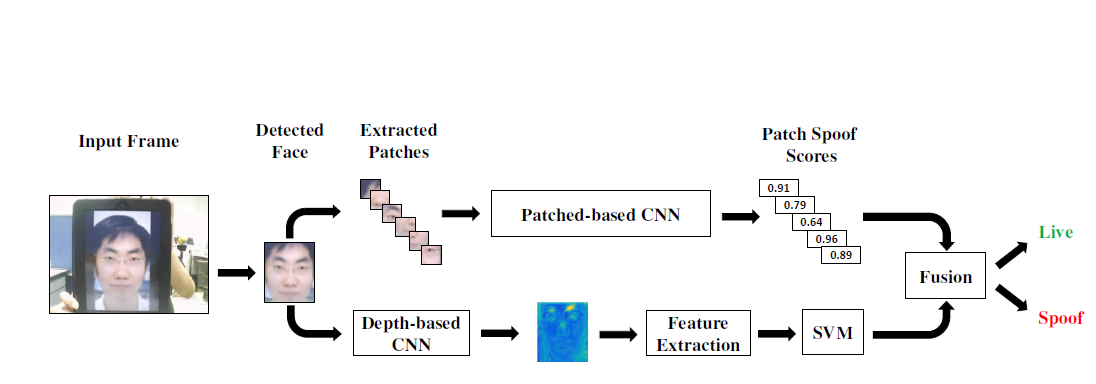 Input Frame
Detected
Face
Extracted
Patches
Patched-based CNN
Patch Spoof
Scores
0.91
0.79
0.64
0.96
0.89
Depth-based
CNN
Feature
Extraction
SVM
Fusion
Live
Spoof